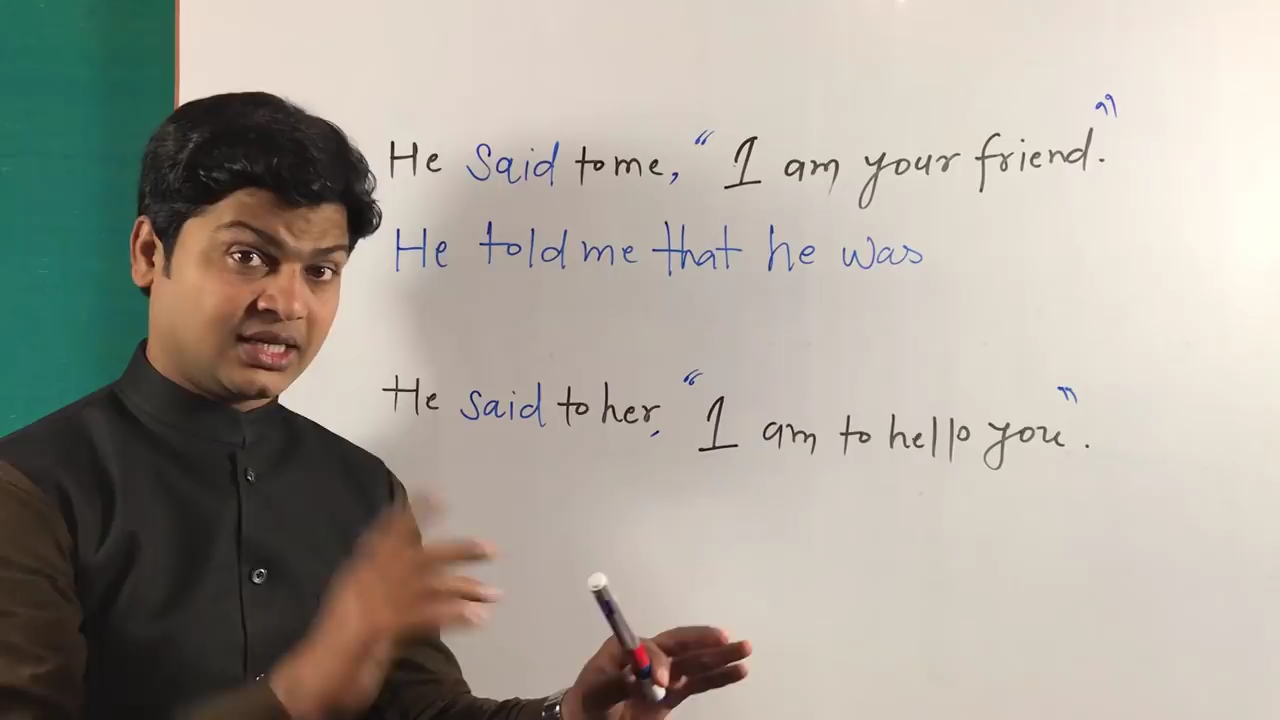 He said to me, “I am your friend.”
He told me that he was
He said to her, “I am to help you”.